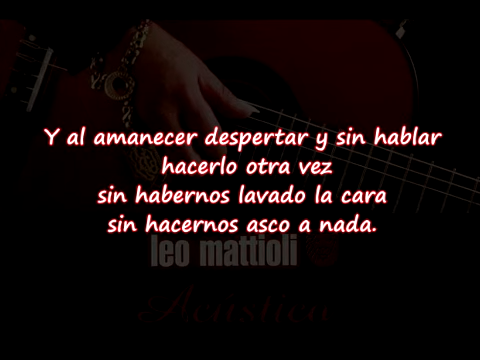 Y al amanecer despertar y sin hablar
hacerlo otra vez
sin habernos lavado la cara
sin hacernos asco a nada.
leo mattioli
Acústica